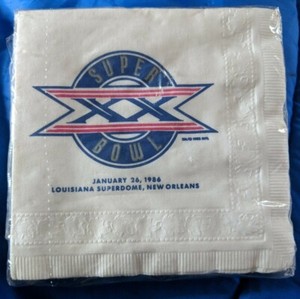 SUPER
XX
BOWL
JANUARY 26, 1986
LOUISIANA SUPERDOME, NEW ORLEANS